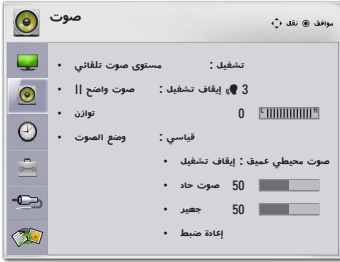 صوت
موافق ⊙ نقل
• مستوى صوت تلقائي : تشغيل
• صوت واضح II : إيقاف تشغيل 3
• توازن 0 L R
• وضع الصوت : قياسي
صوت محيطي عميق : إيقاف تشغيل •
• صوت حاد 50
• جهير 50
• إعادة ضبط